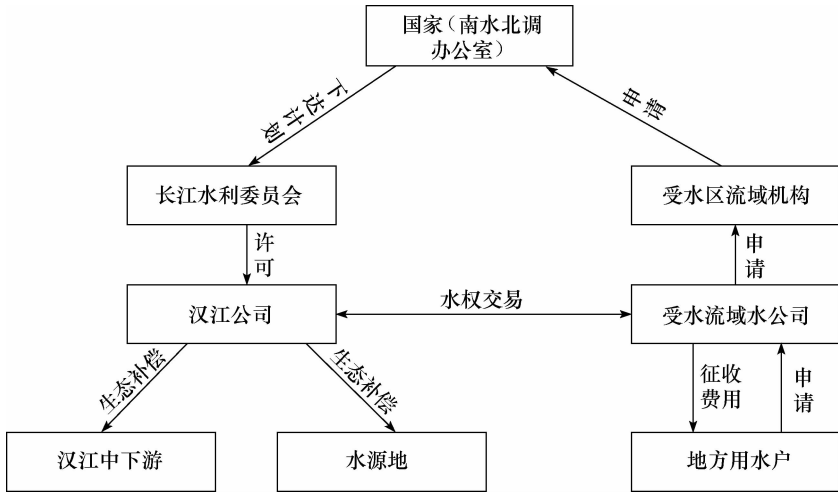 国家（南水北调
办公室）
下达计划
申请
长江水利委员会
受水区流域机构
许
可
申
请
汉江公司
水权交易
受水流域水公司
生态补偿
生态补偿
征收
费用
申
请
汉江中下游
水源地
地方用水户